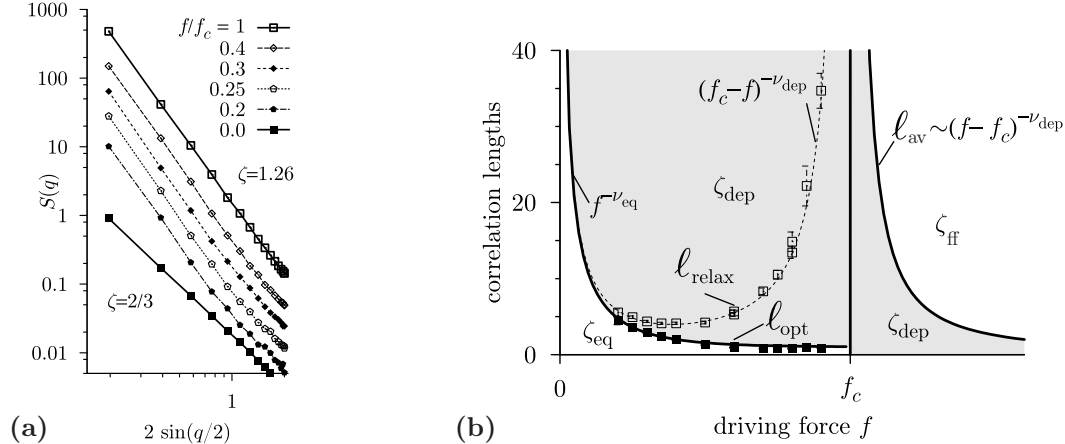 1000
100
10
1
0.1
0.01
S(q)
f/f_c = 1
0.4
0.3
0.25
0.2
0.0
ζ=1.26
ζ=2/3
1
2 sin(q/2)
(a)
40
20
0
correlation lengths
f^{-ν_eq}
(f_c–f)^{-ν_dep}
ζ_dep
ℓ_relax
ℓ_opt
ζ_eq
ℓ_av ~ (f– f_c)^{-ν_dep}
ζ_ff
ζ_dep
0
f_c
driving force f
(b)